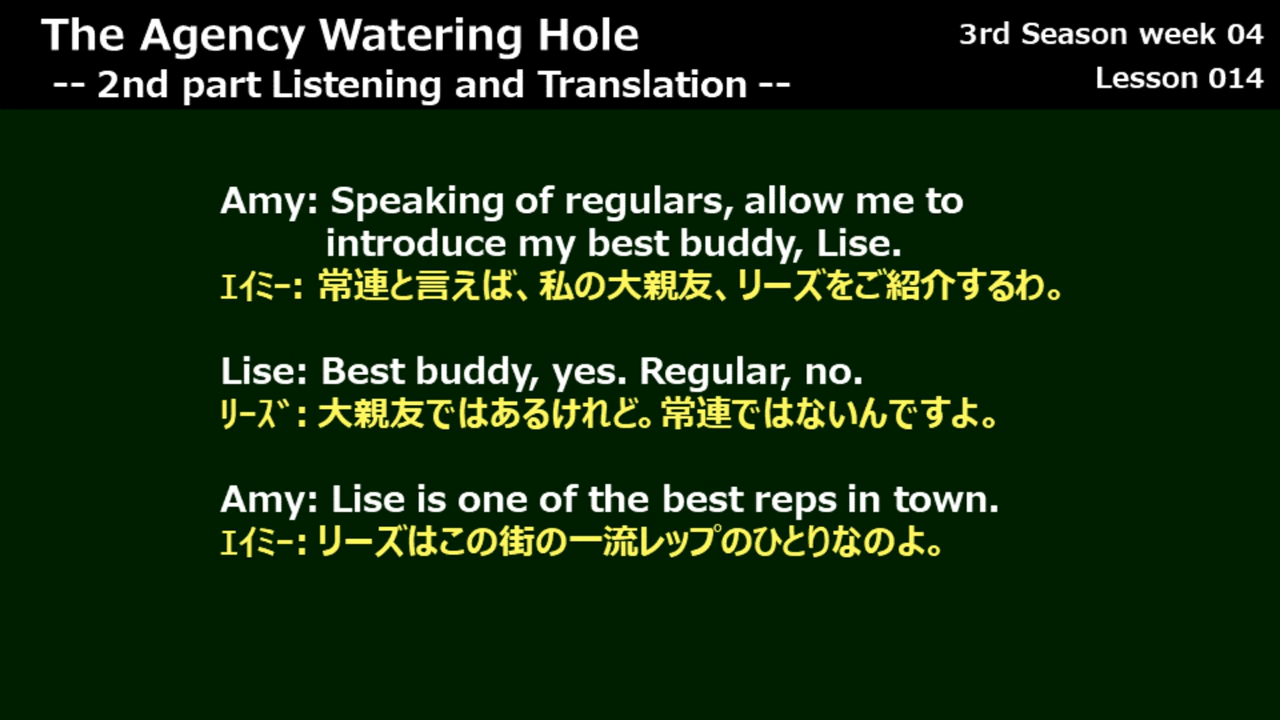 The Agency Watering Hole
3rd Season week 04
-- 2nd part Listening and Translation --
Lesson 014
Amy: Speaking of regulars, allow me to
introduce my best buddy, Lise.
ｴｲﾐｰ: 常連と言えば、私の大親友、リーズをご紹介するわ。
Lise: Best buddy, yes. Regular, no.
ﾘｰｽﾞ: 大親友ではあるけれど。常連ではないんですよ。
Amy: Lise is one of the best reps in town.
ｴｲﾐｰ: リーズはこの街の一流レップのひとりなのよ。